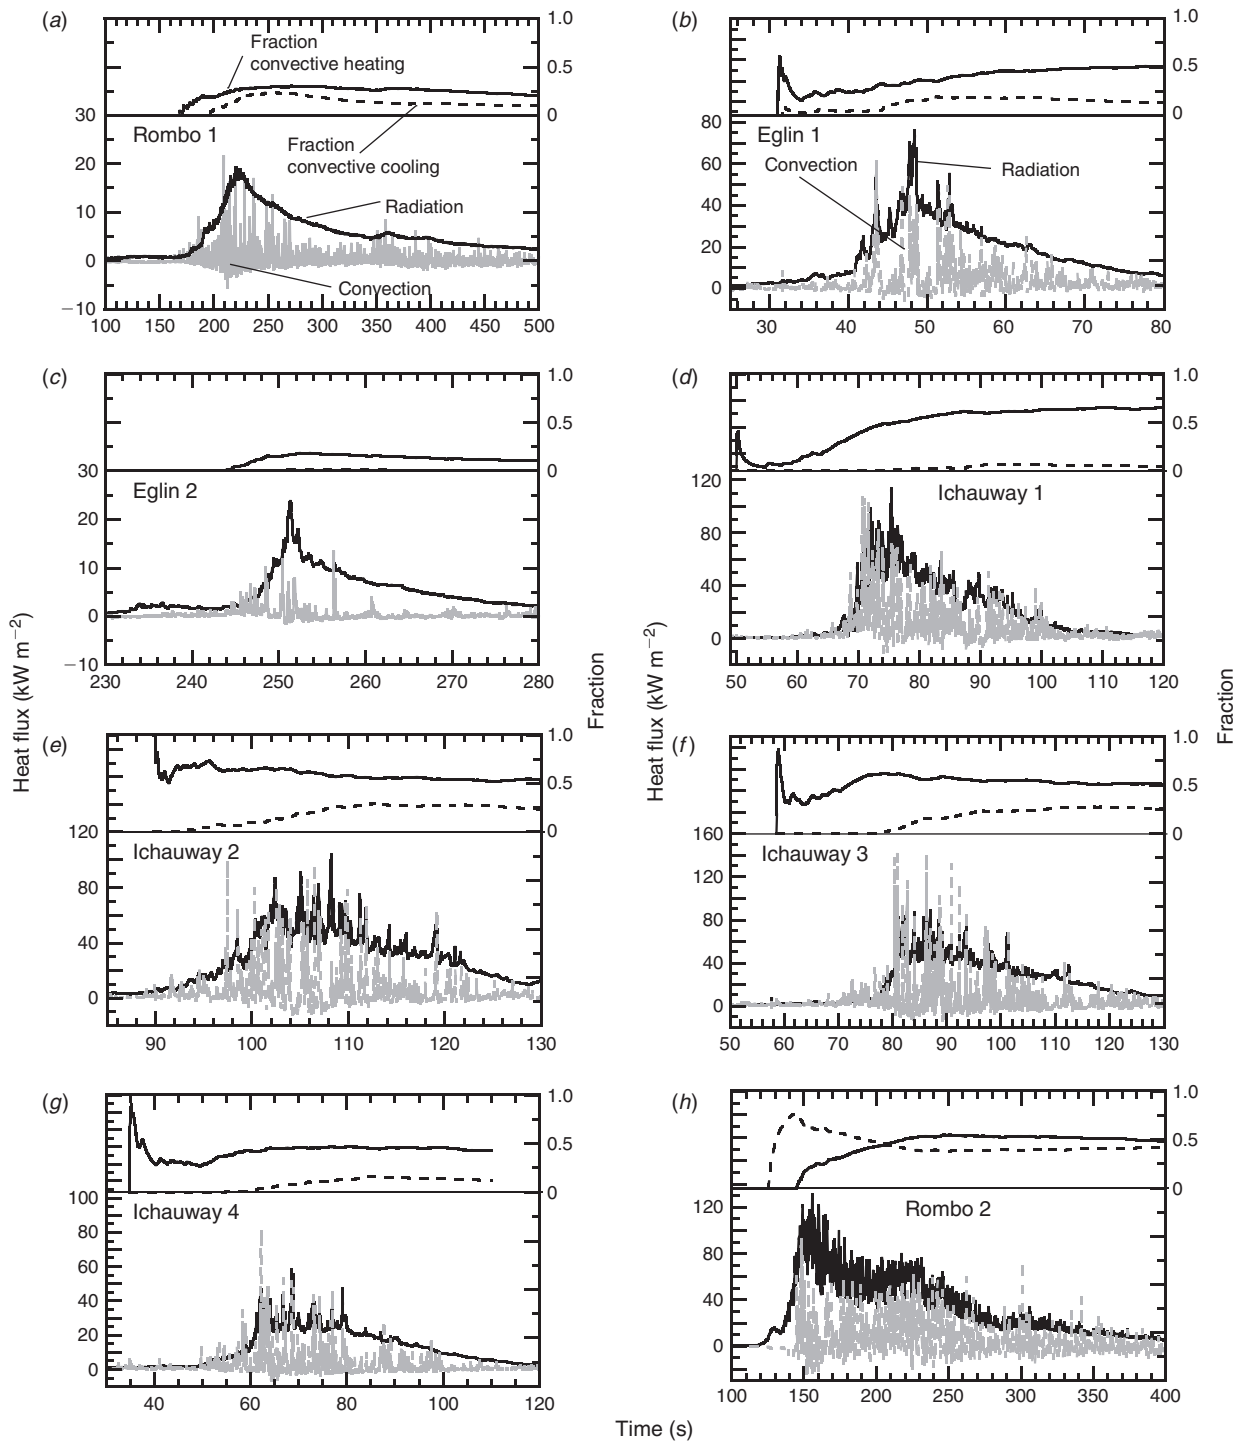 (a)
1.0
Fraction
convective heating
0.5
30
0
Rombo 1
Fraction
convective cooling
20
10
Radiation
0
Convection
−10
100 150 200 250 300 350 400 450 500
(b)
1.0
0.5
0
80
Eglin 1
Convection
Radiation
60
40
20
0
30 40 50 60 70 80
(c)
1.0
0.5
30
0
Eglin 2
20
10
0
−10
230 240 250 260 270 280
(d)
1.0
0.5
0
120
Ichauway 1
80
40
0
50 60 70 80 90 100 110 120
Heat flux (kW m−2)
Fraction
Heat flux (kW m−2)
Fraction
(e)
1.0
0.5
120
0
Ichauway 2
80
40
0
90 100 110 120 130
(f)
1.0
0.5
160
0
Ichauway 3
120
80
40
0
50 60 70 80 90 100 110 120 130
(g)
1.0
0.5
100
0
Ichauway 4
80
60
40
20
0
40 60 80 100 120
(h)
1.0
0.5
0
120
Rombo 2
80
40
0
100 150 200 250 300 350 400
Time (s)